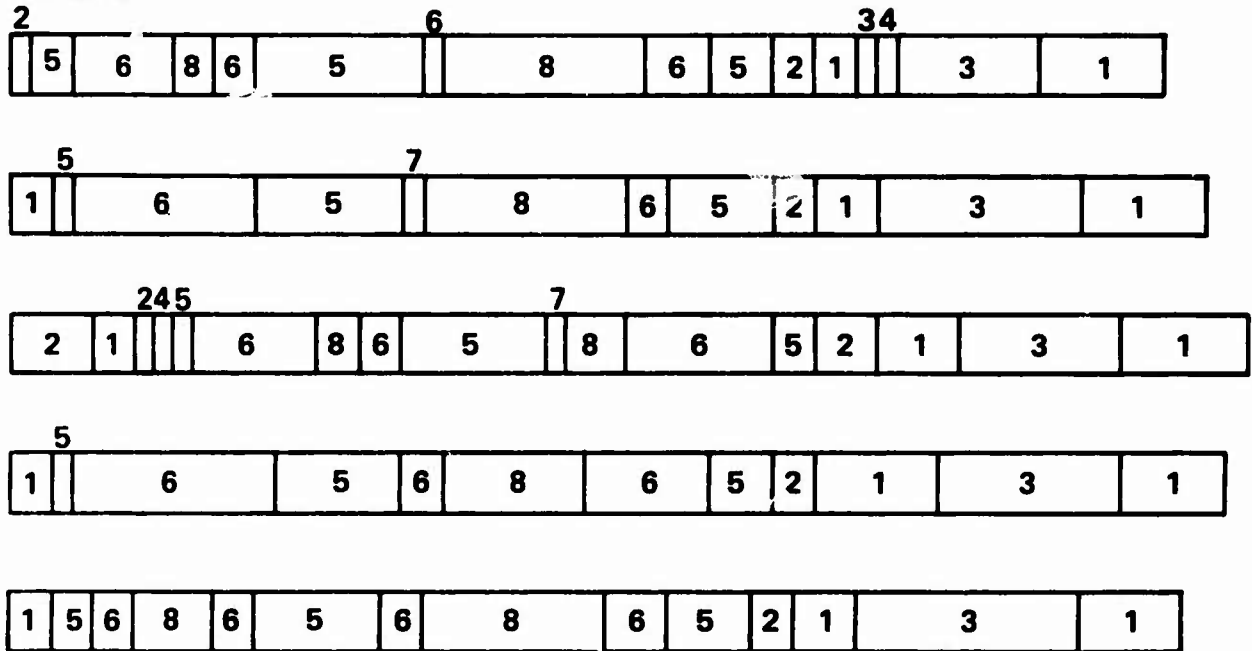 2 6 34
5 6 8 6 5 8 6 5 2 1 3 1
5 7
1 6 5 8 6 5 2 1 3 1
245 7
2 1 6 8 6 5 8 6 5 2 1 3 1
5
1 6 5 6 8 6 5 2 1 3 1
1 5 6 8 6 5 6 8 6 5 2 1 3 1